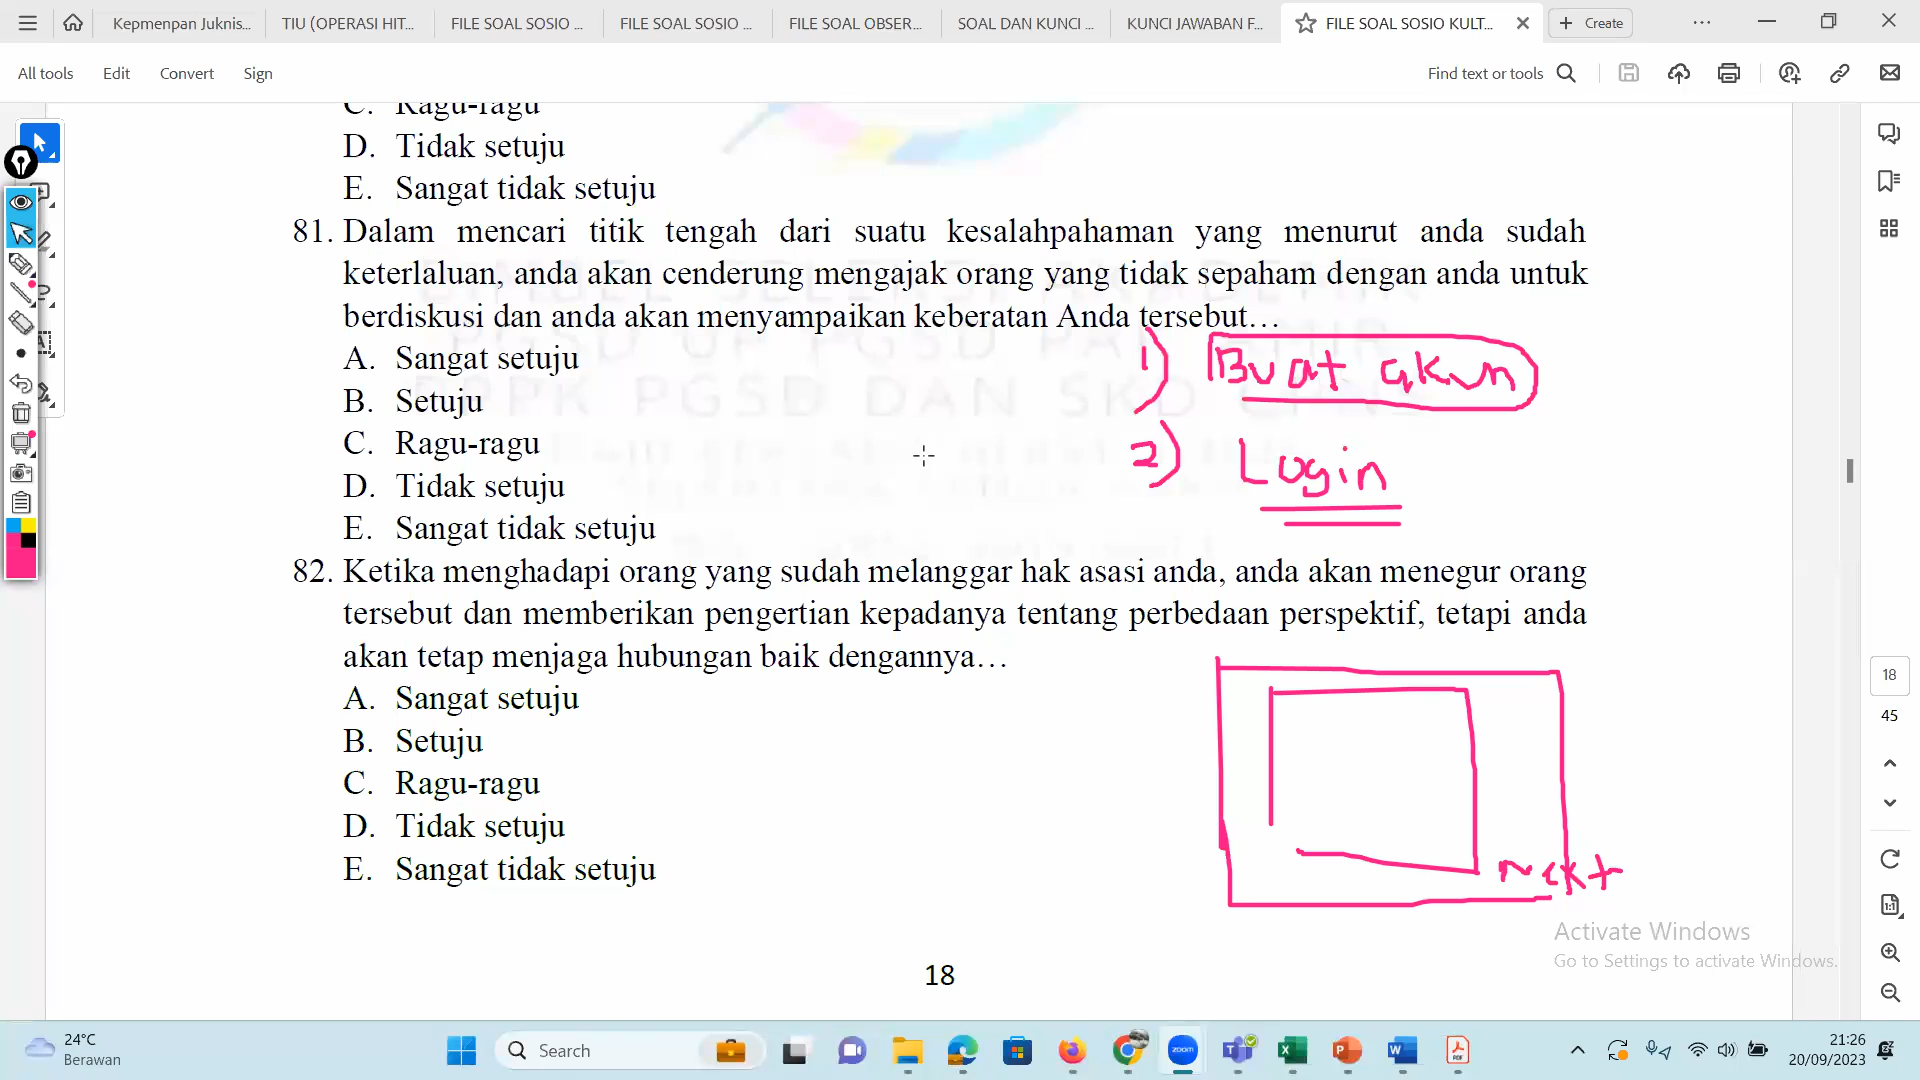 Kepmenpan Juknis...
TIU (OPERASI HIT...
FILE SOAL SOSIO ...
FILE SOAL SOSIO ...
FILE SOAL OBSER...
SOAL DAN KUNCI ...
KUNCI JAWABAN F...
FILE SOAL SOSIO KULT...
Create
All tools
Edit
Convert
Sign
Find text or tools
C. Ragu-ragu
D. Tidak setuju
E. Sangat tidak setuju
81. Dalam mencari titik tengah dari suatu kesalahpahaman yang menurut anda sudah
keterlaluan, anda akan cenderung mengajak orang yang tidak sepaham dengan anda untuk
berdiskusi dan anda akan menyampaikan keberatan Anda tersebut…
A. Sangat setuju
B. Setuju
C. Ragu-ragu
D. Tidak setuju
E. Sangat tidak setuju
1) Buat akun
2) Login
82. Ketika menghadapi orang yang sudah melanggar hak asasi anda, anda akan menegur orang
tersebut dan memberikan pengertian kepadanya tentang perbedaan perspektif, tetapi anda
akan tetap menjaga hubungan baik dengannya…
A. Sangat setuju
B. Setuju
C. Ragu-ragu
D. Tidak setuju
E. Sangat tidak setuju
next
18
18
45
Activate Windows
Go to Settings to activate Windows.
24°C
Berawan
Search
zoom
21:26
20/09/2023